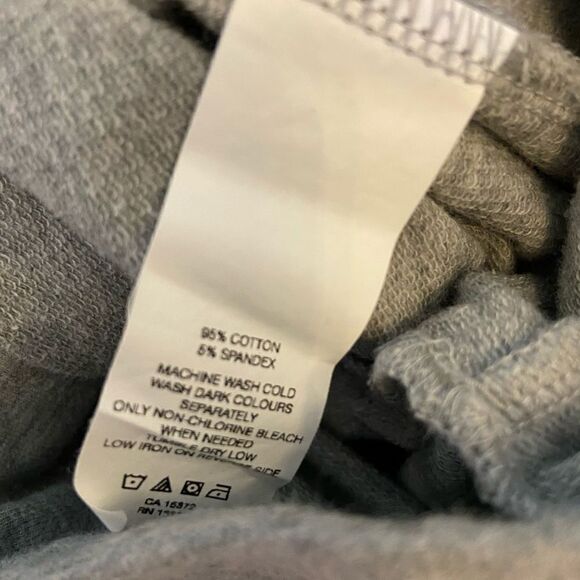 95% COTTON
5% SPANDEX
MACHINE WASH COLD
WASH DARK COLOURS
SEPARATELY
ONLY NON-CHLORINE BLEACH
WHEN NEEDED
TUMBLE DRY LOW
LOW IRON ON REVERSE SIDE
CA 15372
RN